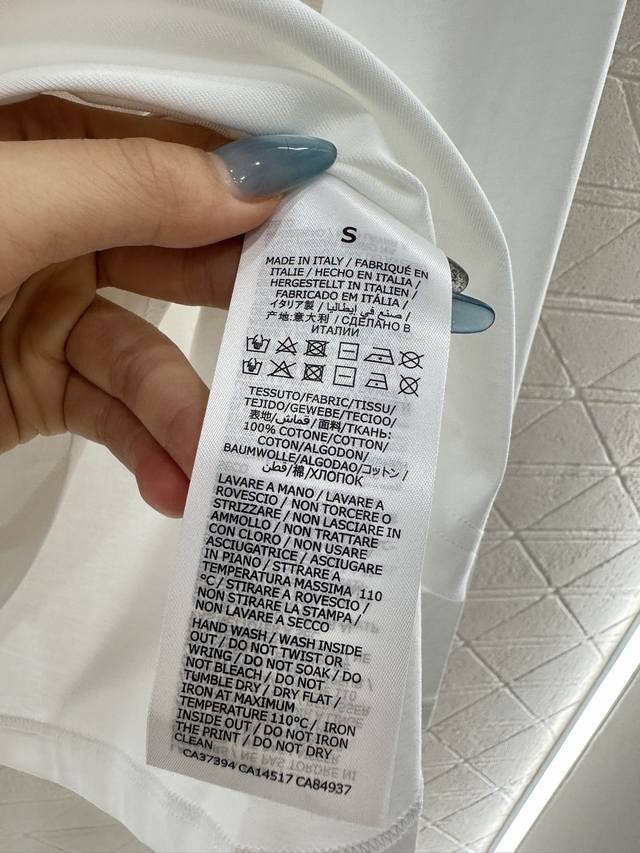 S
MADE IN ITALY / FABRIQUÉ EN
ITALIE / HECHO EN ITALIA /
HERGESTELLT IN ITALIEN /
FABRICADO EM ITÁLIA /
イタリア製 / صنع في إيطاليا /
产地:意大利 / СДЕЛАНО В
ИТАЛИИ
TESSUTO/FABRIC/TISSU/
TEJIDO/GEWEBE/TECIOO/
表地/قماش/面料/ТКАНЬ:
100% COTONE/COTTON/
COTON/ALGODON/
BAUMWOLLE/ALGODAO/コットン/
قطن/棉/ХЛОПОК
LAVARE A MANO / LAVARE A
ROVESCIO / NON TORCERE O
STRIZZARE / NON LASCIARE IN
AMMOLLO / NON TRATTARE
CON CLORO / NON USARE
ASCIUGATRICE / ASCIUGARE
IN PIANO / STTRARE A
TEMPERATURA MASSIMA 110
°C / STIRARE A ROVESCIO /
NON STIRARE LA STAMPA /
NON LAVARE A SECCO
HAND WASH / WASH INSIDE
OUT / DO NOT TWIST OR
WRING / DO NOT SOAK / DO
NOT BLEACH / DO NOT
TUMBLE DRY / DRY FLAT /
IRON AT MAXIMUM
TEMPERATURE 110°C / IRON
INSIDE OUT / DO NOT IRON
THE PRINT / DO NOT DRY
CLEAN
CA37394 CA14517 CA84937